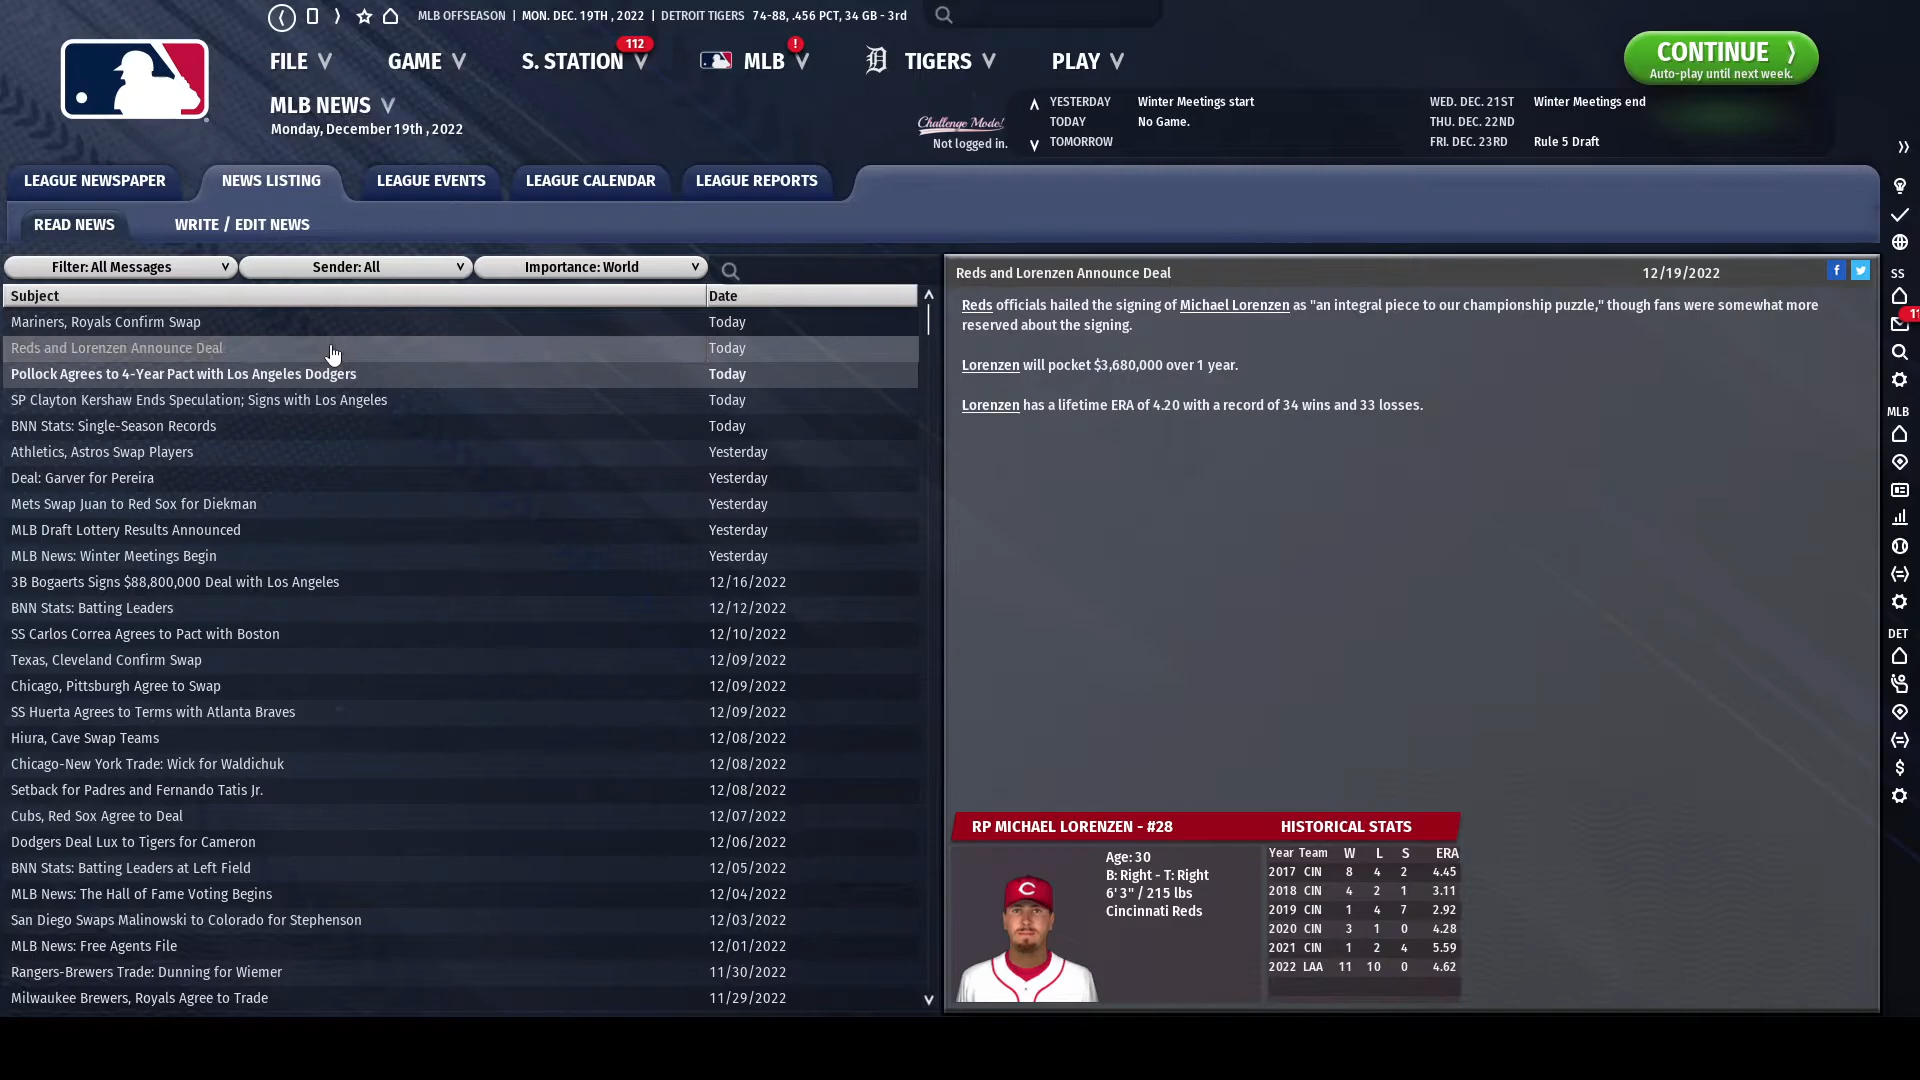 MLB OFFSEASON | MON. DEC. 19TH , 2022 | DETROIT TIGERS 74-88, .456 PCT, 34 GB - 3rd
FILE GAME S. STATION 112 MLB ! TIGERS PLAY
CONTINUE
Auto-play until next week.
MLB NEWS
Monday, December 19th , 2022
Challenge Mode!
Not logged in.
YESTERDAY Winter Meetings start WED. DEC. 21ST Winter Meetings end
TODAY No Game. THU. DEC. 22ND
TOMORROW FRI. DEC. 23RD Rule 5 Draft
LEAGUE NEWSPAPER NEWS LISTING LEAGUE EVENTS LEAGUE CALENDAR LEAGUE REPORTS
READ NEWS WRITE / EDIT NEWS
Filter: All Messages Sender: All Importance: World
Subject Date
Mariners, Royals Confirm Swap Today
Reds and Lorenzen Announce Deal Today
Pollock Agrees to 4-Year Pact with Los Angeles Dodgers Today
SP Clayton Kershaw Ends Speculation; Signs with Los Angeles Today
BNN Stats: Single-Season Records Today
Athletics, Astros Swap Players Yesterday
Deal: Garver for Pereira Yesterday
Mets Swap Juan to Red Sox for Diekman Yesterday
MLB Draft Lottery Results Announced Yesterday
MLB News: Winter Meetings Begin Yesterday
3B Bogaerts Signs $88,800,000 Deal with Los Angeles 12/16/2022
BNN Stats: Batting Leaders 12/12/2022
SS Carlos Correa Agrees to Pact with Boston 12/10/2022
Texas, Cleveland Confirm Swap 12/09/2022
Chicago, Pittsburgh Agree to Swap 12/09/2022
SS Huerta Agrees to Terms with Atlanta Braves 12/09/2022
Hiura, Cave Swap Teams 12/08/2022
Chicago-New York Trade: Wick for Waldichuk 12/08/2022
Setback for Padres and Fernando Tatis Jr. 12/08/2022
Cubs, Red Sox Agree to Deal 12/07/2022
Dodgers Deal Lux to Tigers for Cameron 12/06/2022
BNN Stats: Batting Leaders at Left Field 12/05/2022
MLB News: The Hall of Fame Voting Begins 12/04/2022
San Diego Swaps Malinowski to Colorado for Stephenson 12/03/2022
MLB News: Free Agents File 12/01/2022
Rangers-Brewers Trade: Dunning for Wiemer 11/30/2022
Milwaukee Brewers, Royals Agree to Trade 11/29/2022
Reds and Lorenzen Announce Deal 12/19/2022
Reds officials hailed the signing of Michael Lorenzen as "an integral piece to our championship puzzle," though fans were somewhat more
reserved about the signing.
Lorenzen will pocket $3,680,000 over 1 year.
Lorenzen has a lifetime ERA of 4.20 with a record of 34 wins and 33 losses.
RP MICHAEL LORENZEN - #28 HISTORICAL STATS
Age: 30
B: Right - T: Right
6' 3" / 215 lbs
Cincinnati Reds
Year Team W L S ERA
2017 CIN 8 4 2 4.45
2018 CIN 4 2 1 3.11
2019 CIN 1 4 7 2.92
2020 CIN 3 1 0 4.28
2021 CIN 1 2 4 5.59
2022 LAA 11 10 0 4.62
SS
MLB
DET